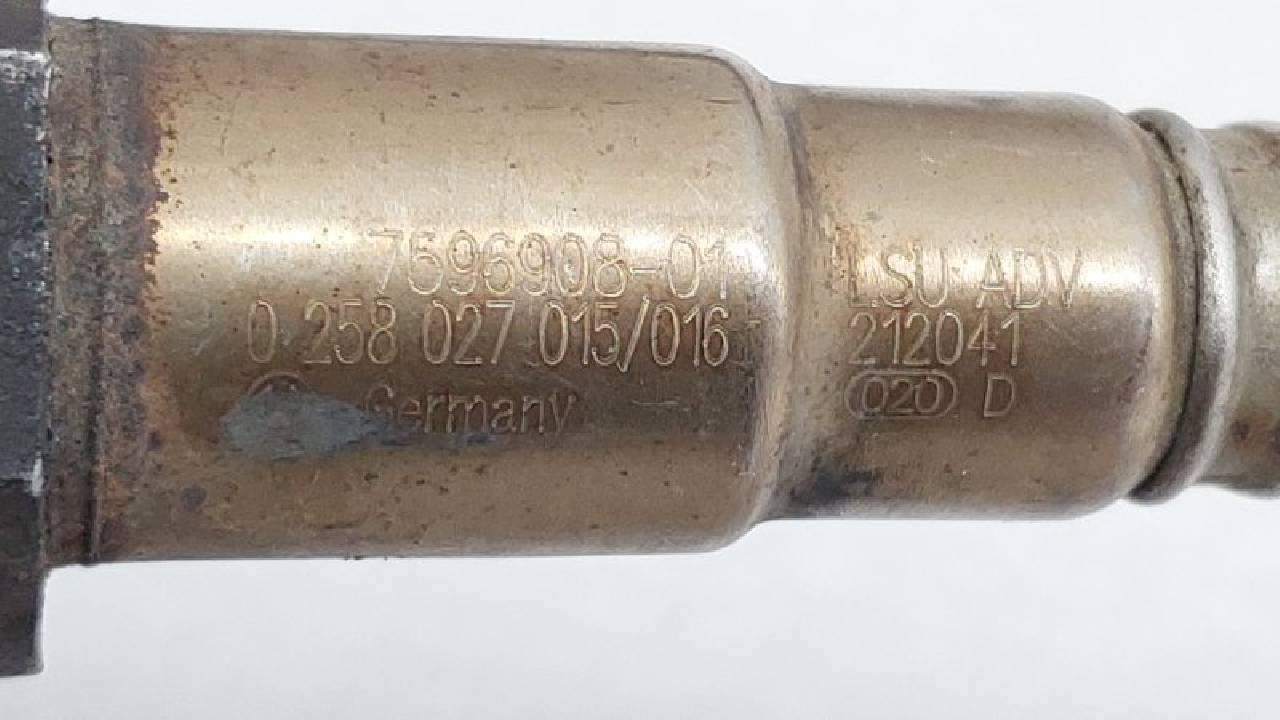 7596908-01
0 258 027 015/016
Germany
LSU ADV
212041
020 D